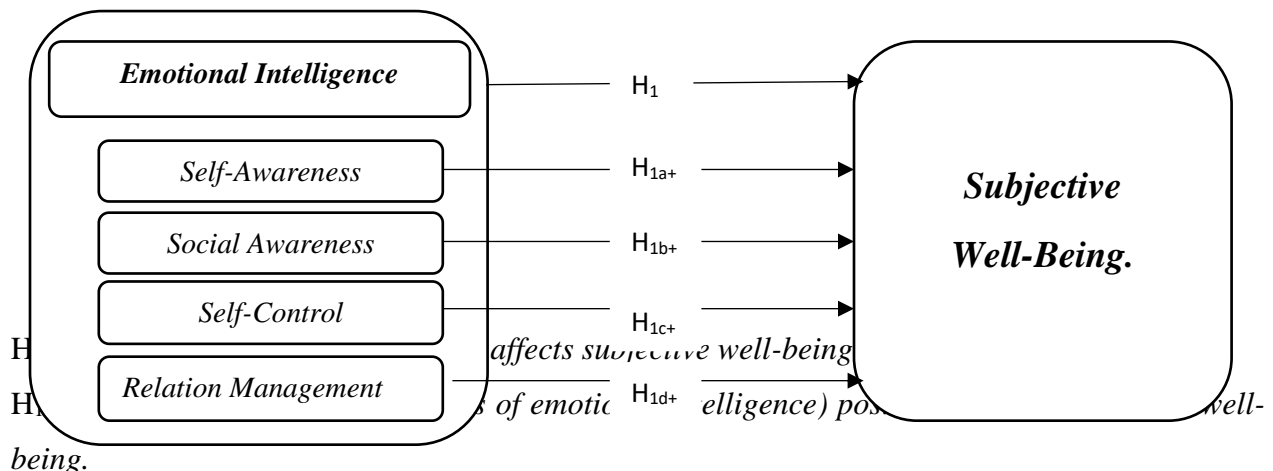 Emotional Intelligence
H1
Self-Awareness
H1a+
Social Awareness
H1b+
Self-Control
H1c+
Relation Management
H1d+
Subjective
Well-Being.
H affects subjective well-being
H of emotio elligence) pos well-
being.